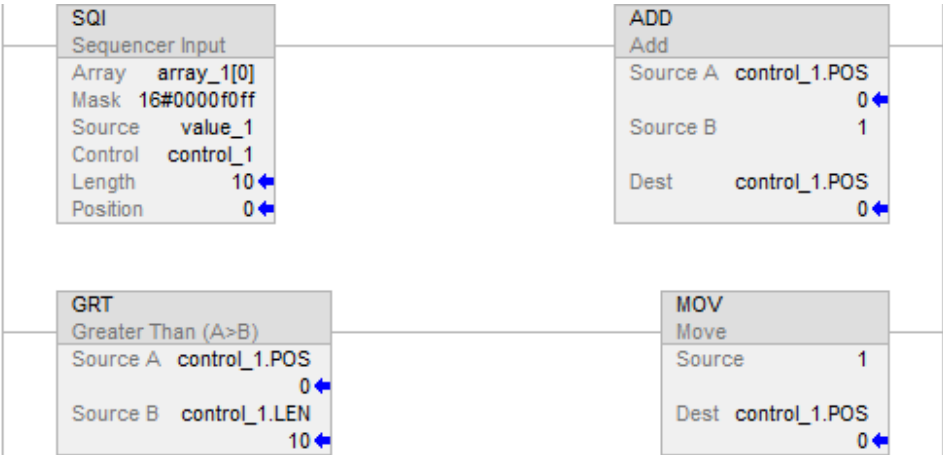 SQI
Sequencer Input
Array array_1[0]
Mask 16#0000f0ff
Source value_1
Control control_1
Length 10
Position 0
ADD
Add
Source A control_1.POS
0
Source B 1
Dest control_1.POS
0
GRT
Greater Than (A>B)
Source A control_1.POS
0
Source B control_1.LEN
10
MOV
Move
Source 1
Dest control_1.POS
0